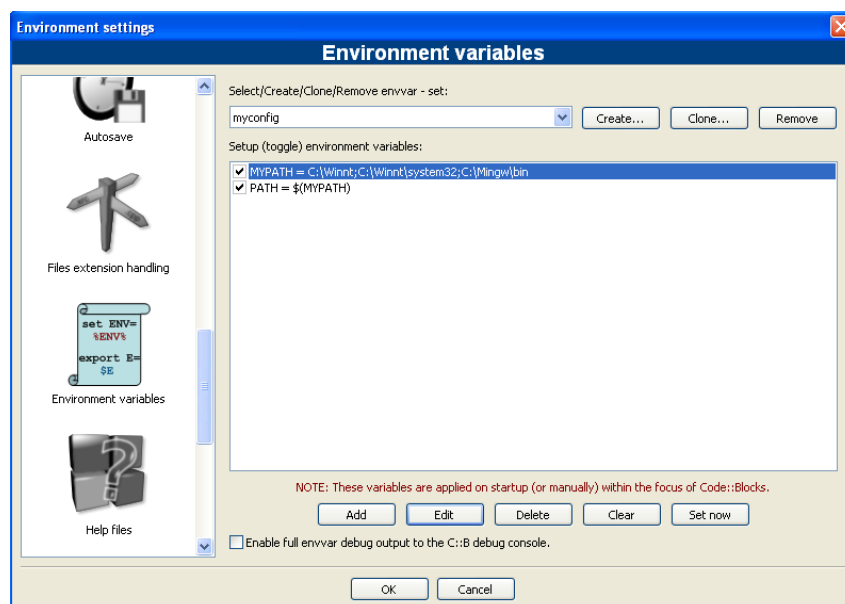 Environment settings
Environment variables
Autosave
Files extension handling
set ENV=
%ENV%
export E=
$E
Environment variables
Help files
Select/Create/Clone/Remove envvar - set:
myconfig
Create...
Clone...
Remove
Setup (toggle) environment variables:
MYPATH = C:\Winnt;C:\Winnt\system32;C:\Mingw\bin
PATH = $(MYPATH)
NOTE: These variables are applied on startup (or manually) within the focus of Code::Blocks.
Add
Edit
Delete
Clear
Set now
Enable full envvar debug output to the C::B debug console.
OK
Cancel